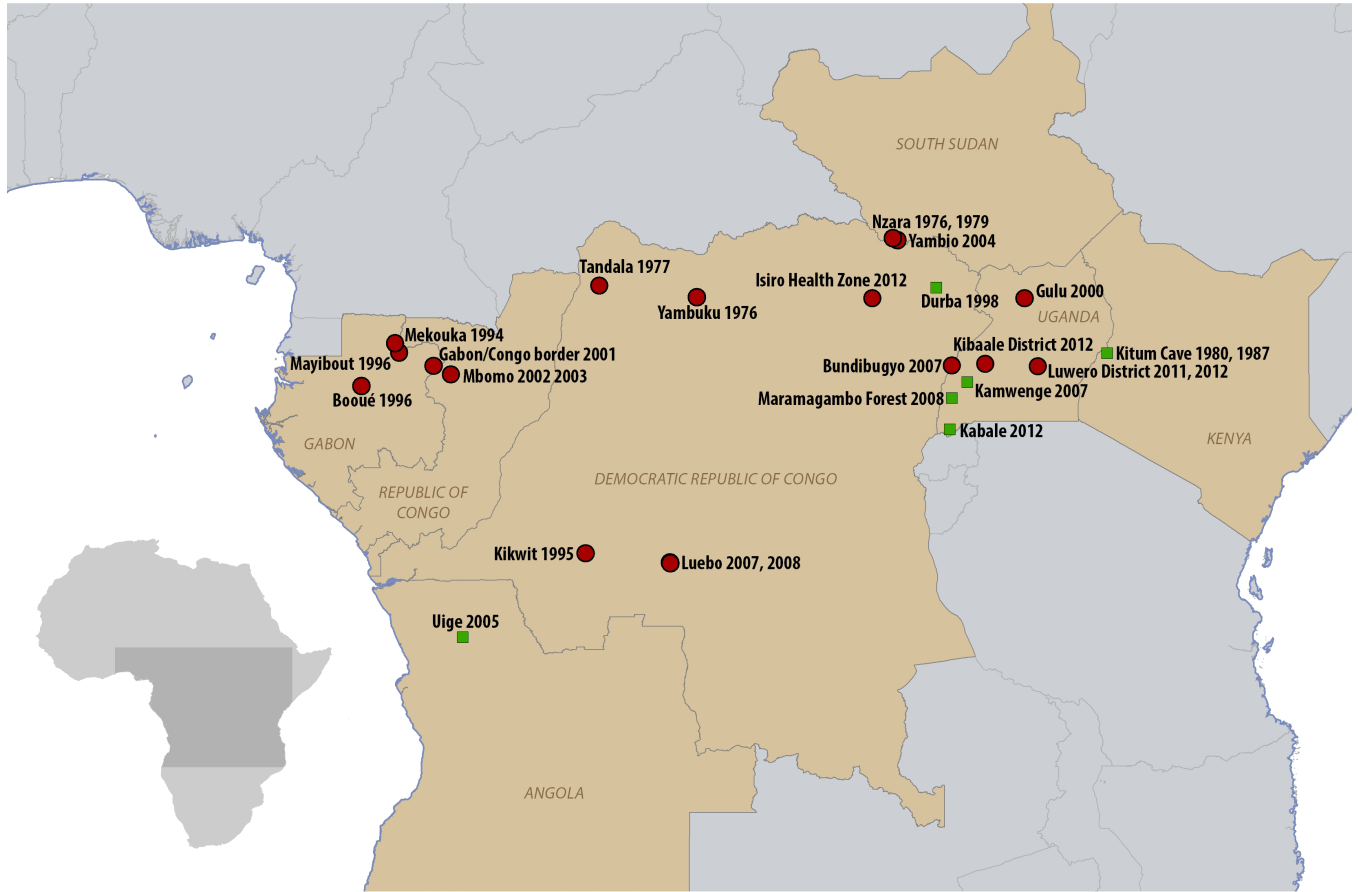 SOUTH SUDAN
Nzara 1976, 1979
Yambio 2004
Tandala 1977
Isiro Health Zone 2012
Yambuku 1976
Durba 1998
Gulu 2000
UGANDA
Mekouka 1994
Gabon/Congo border 2001
Mayibout 1996
Mbomo 2002 2003
Booué 1996
Kibaale District 2012
Bundibugyo 2007
Kitum Cave 1980, 1987
Luwero District 2011, 2012
Kamwenge 2007
Maramagambo Forest 2008
Kabale 2012
GABON
KENYA
DEMOCRATIC REPUBLIC OF CONGO
REPUBLIC OF
CONGO
Kikwit 1995
Luebo 2007, 2008
Uige 2005
ANGOLA